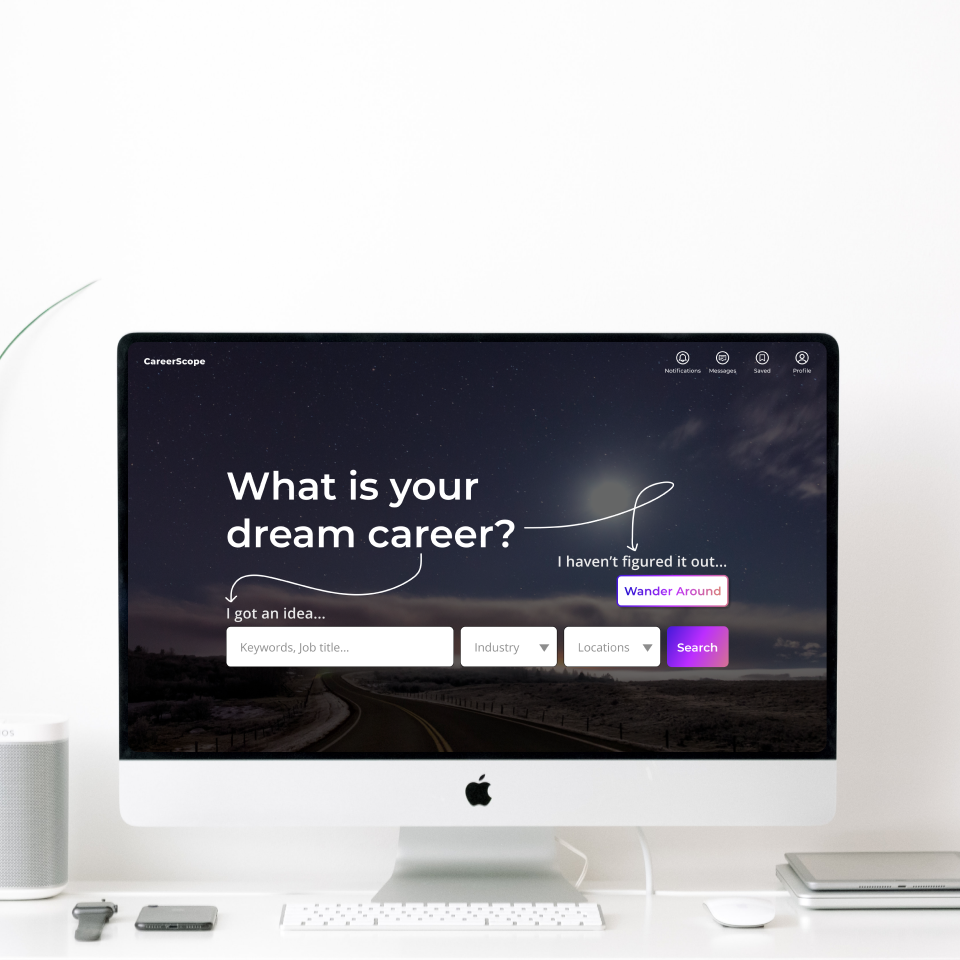 CareerScope
Notifications
Messages
Saved
Profile
What is your
dream career?
I haven't figured it out...
Wander Around
I got an idea...
Keywords, Job title...
Industry
Locations
Search